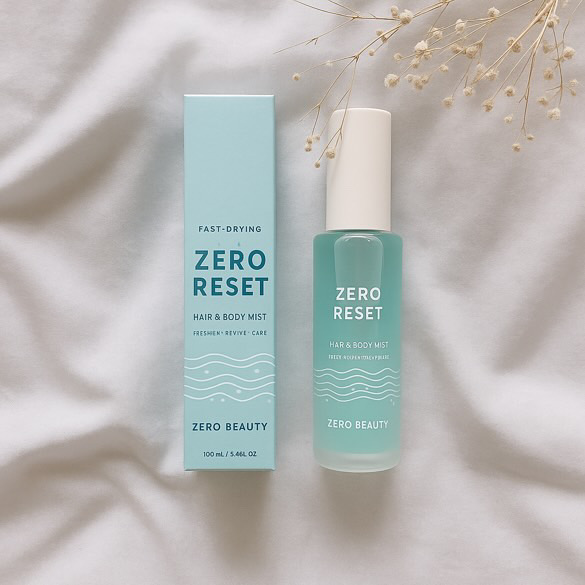 FAST-DRYING
ZERO
RESET
HAIR & BODY MIST
FRESHEN · REVIVE · CARE
ZERO BEAUTY
100 mL / 5.46L OZ
ZERO
RESET
HAR & BODY MIST
ZERO BEAUTY